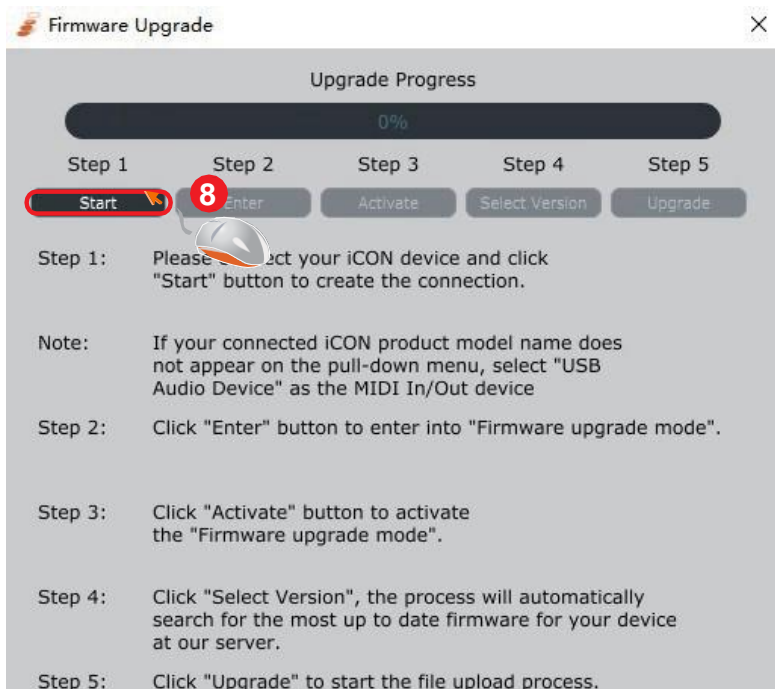 Firmware Upgrade
Upgrade Progress
0%
Step 1 Step 2 Step 3 Step 4 Step 5
Start 8 Enter Activate Select Version Upgrade
Step 1: Please connect your iCON device and click
"Start" button to create the connection.
Note: If your connected iCON product model name does
not appear on the pull-down menu, select "USB
Audio Device" as the MIDI In/Out device
Step 2: Click "Enter" button to enter into "Firmware upgrade mode".
Step 3: Click "Activate" button to activate
the "Firmware upgrade mode".
Step 4: Click "Select Version", the process will automatically
search for the most up to date firmware for your device
at our server.
Step 5: Click "Upgrade" to start the file upload process.